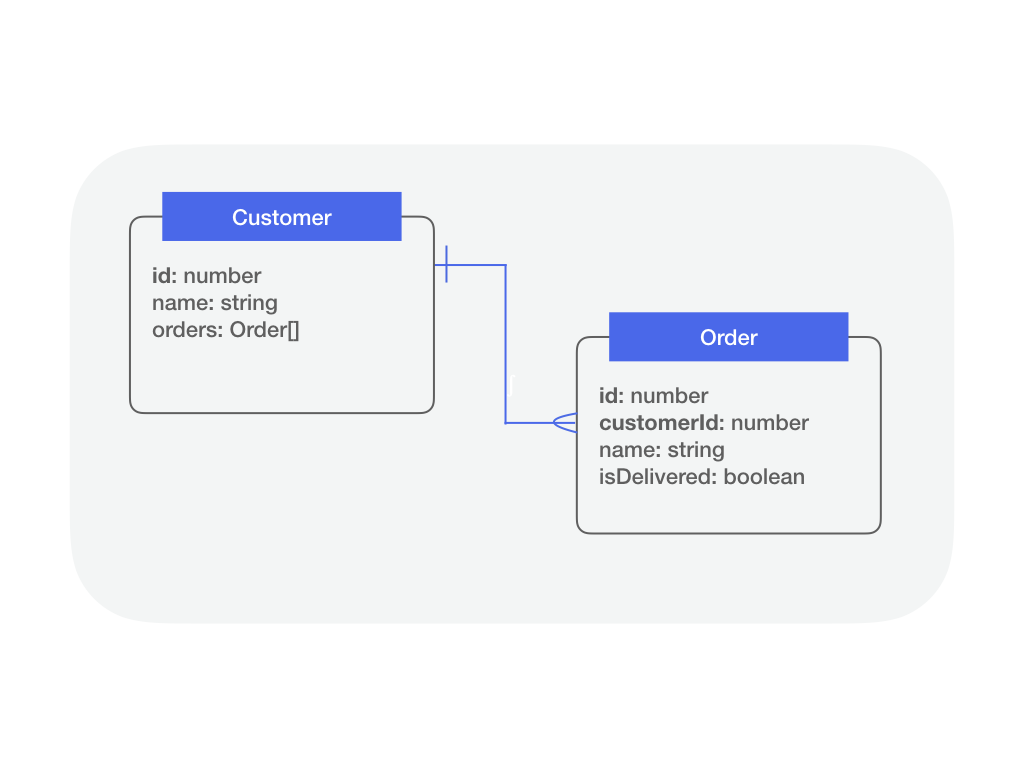 Customer
id: number
name: string
orders: Order[]
Order
id: number
customerId: number
name: string
isDelivered: boolean